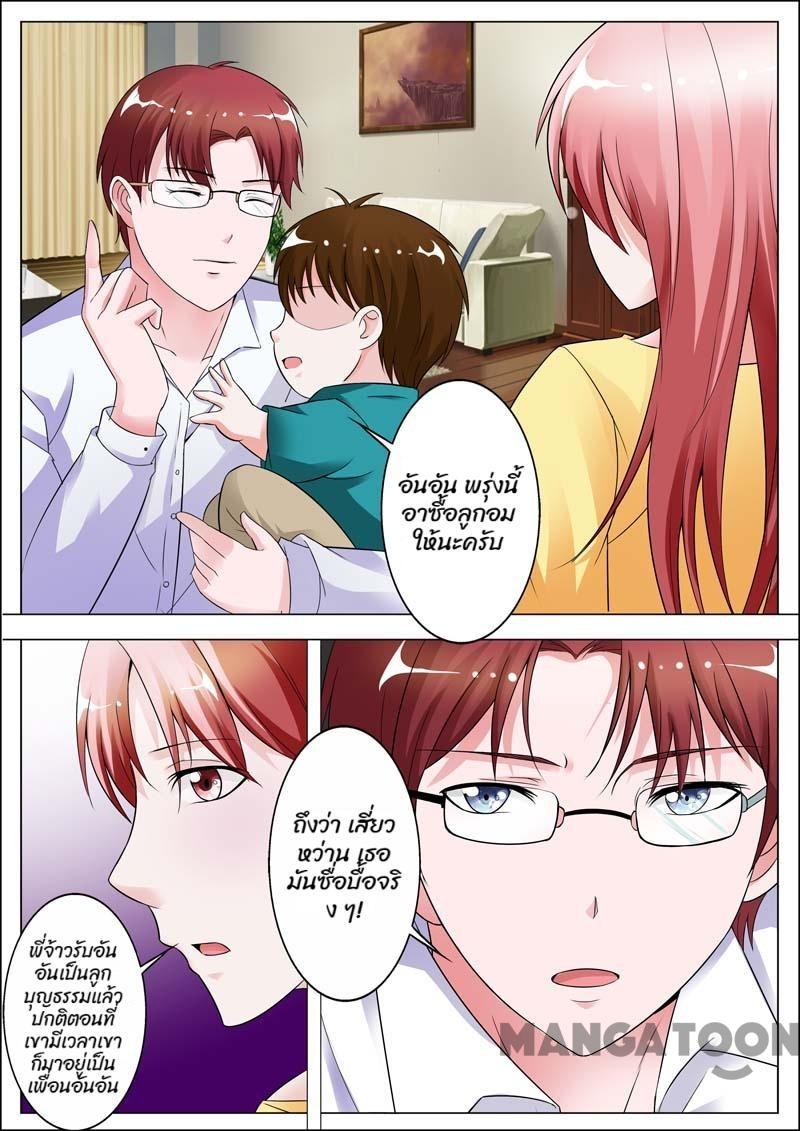 อันอัน พรุ่งนี้
อาซื้อลูกอม
ให้นะครับ
ถึงว่า เสี่ยว
หว่าน เธอ
มันซื่อบื้อจริ
ง ๆ!
พี่จ้าวรับอัน
อันเป็นลูก
บุญธรรมแล้ว
ปกติตอนที่
เขามีเวลาเขา
ก็มาอยู่เป็น
เพื่อนอันอัน
MANGATOON